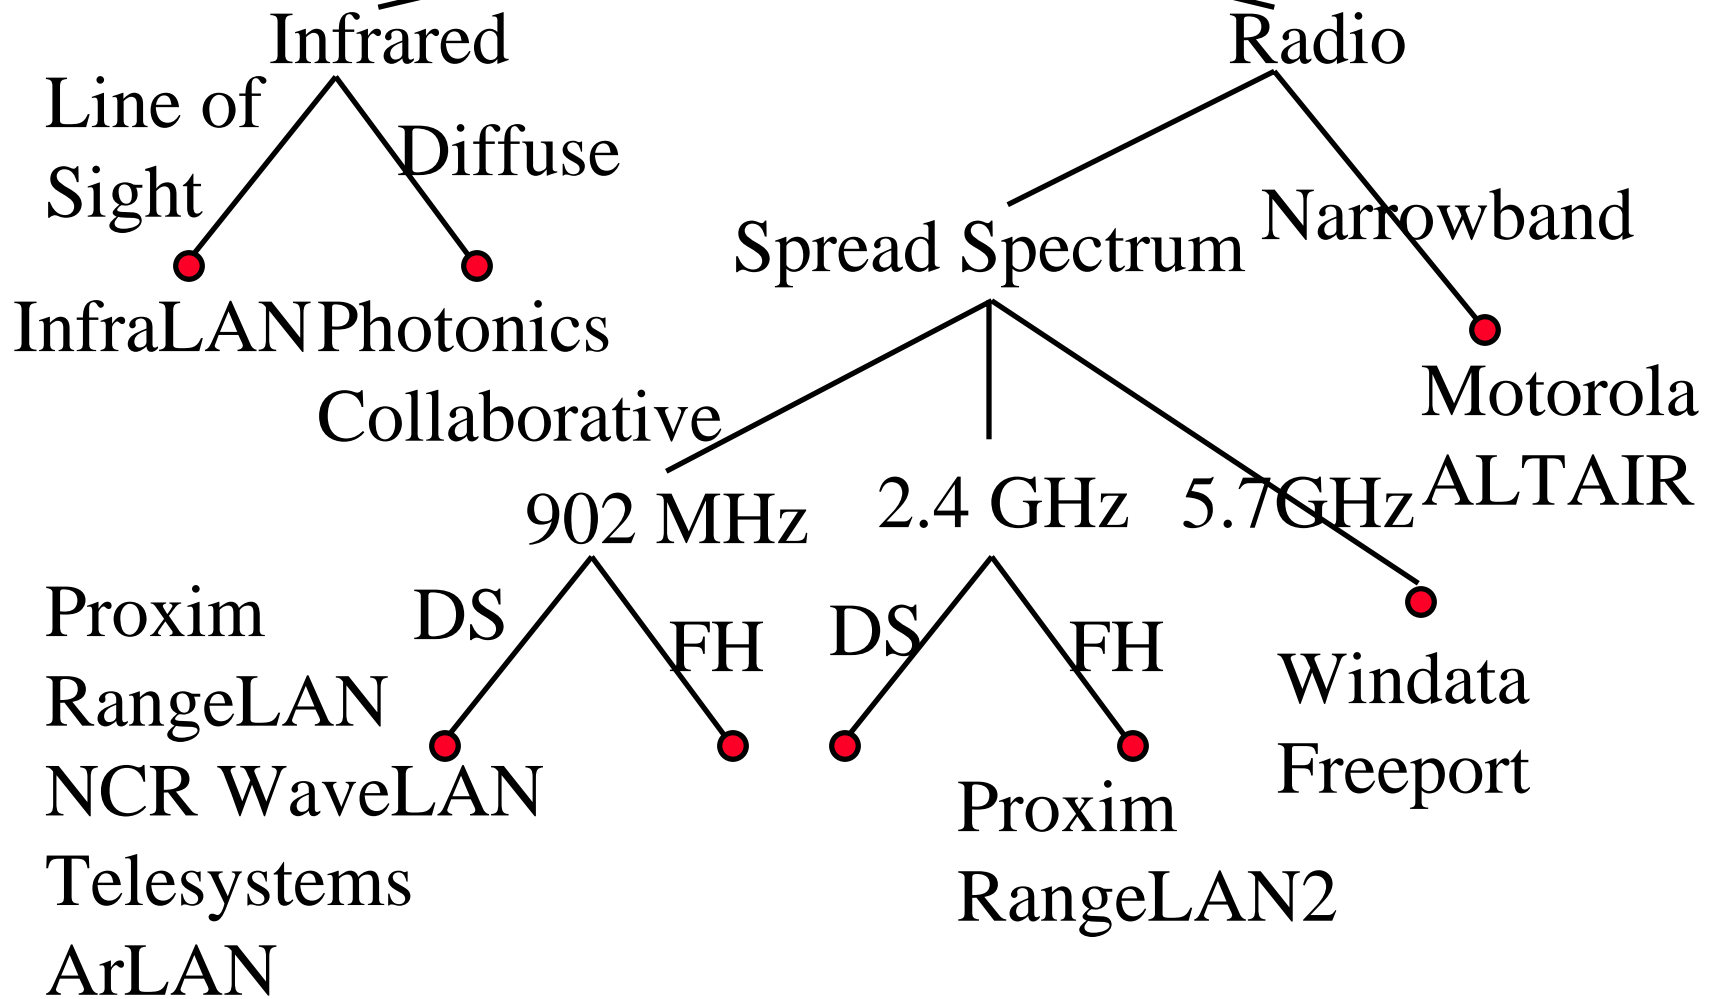 Infrared
Radio
Line of
Sight
Diffuse
Narrowband
Spread Spectrum
InfraLAN
Photonics
Collaborative
Motorola
ALTAIR
902 MHz
2.4 GHz
5.7GHz
DS
FH
DS
FH
Proxim
RangeLAN
NCR WaveLAN
Telesystems
ArLAN
Proxim
RangeLAN2
Windata
Freeport